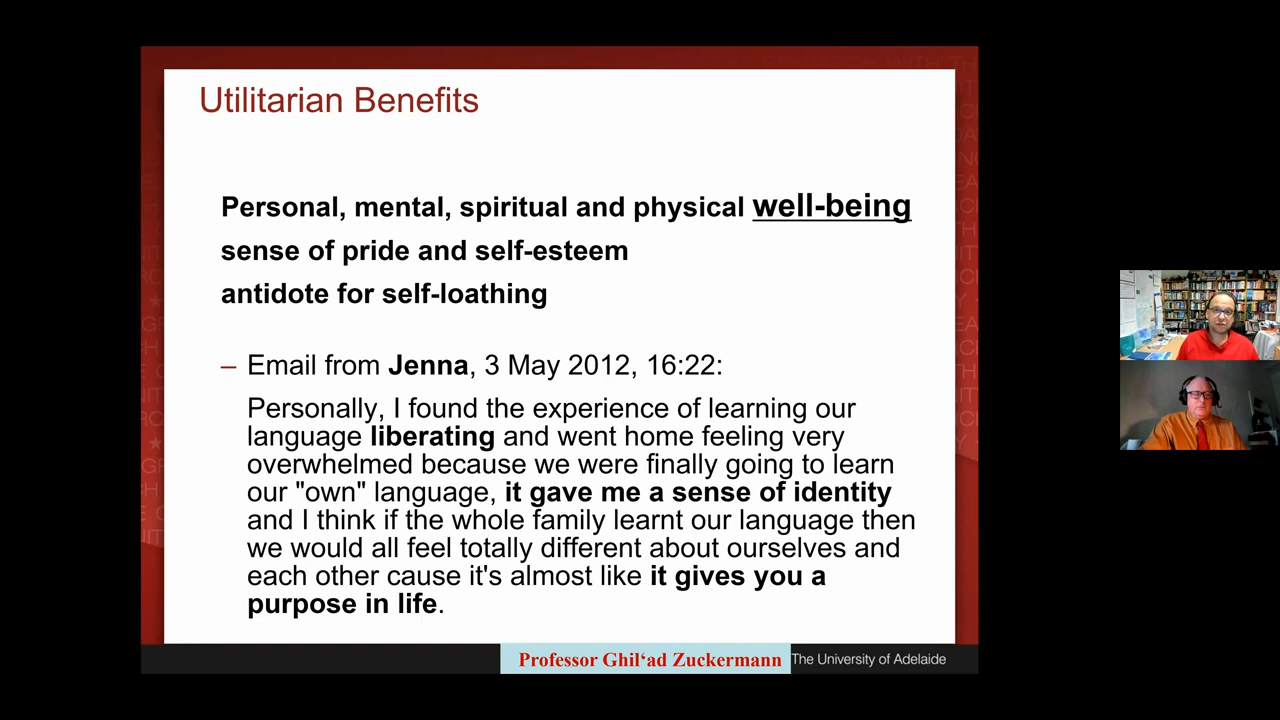 Utilitarian Benefits
Personal, mental, spiritual and physical well-being
sense of pride and self-esteem
antidote for self-loathing
– Email from Jenna, 3 May 2012, 16:22:
Personally, I found the experience of learning our
language liberating and went home feeling very
overwhelmed because we were finally going to learn
our "own" language, it gave me a sense of identity
and I think if the whole family learnt our language then
we would all feel totally different about ourselves and
each other cause it's almost like it gives you a
purpose in life.
Professor Ghil‘ad Zuckermann
The University of Adelaide